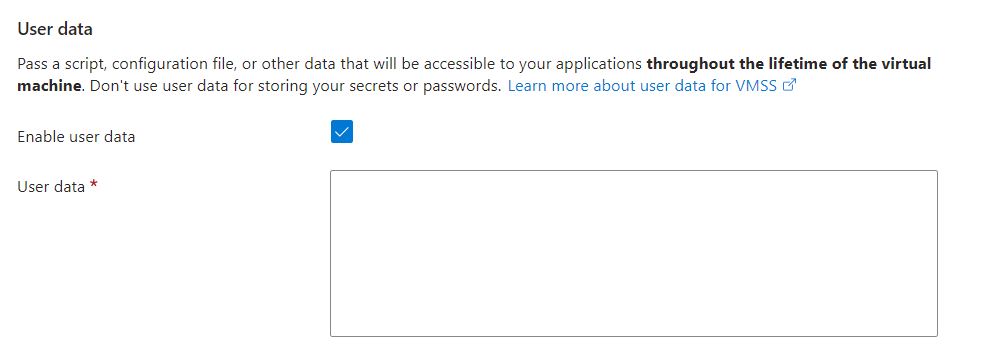 User data
Pass a script, configuration file, or other data that will be accessible to your applications throughout the lifetime of the virtual
machine. Don't use user data for storing your secrets or passwords. Learn more about user data for VMSS
Enable user data
User data *